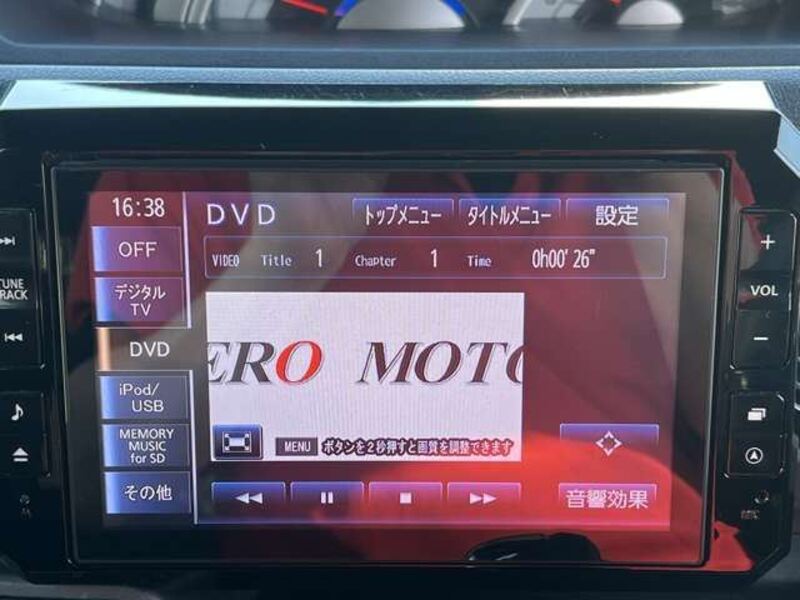 16:38
DVD
トップメニュー
タイトルメニュー
設定
OFF
VIDEO Title 1 Chapter 1 Time 0h00'26"
デジタル
TV
DVD
ERO MOTO
iPod/
USB
MEMORY
MUSIC
for SD
MENU ボタンを2秒押すと画質を調整できます
その他
音響効果
TUNE
TRACK
+
VOL
−